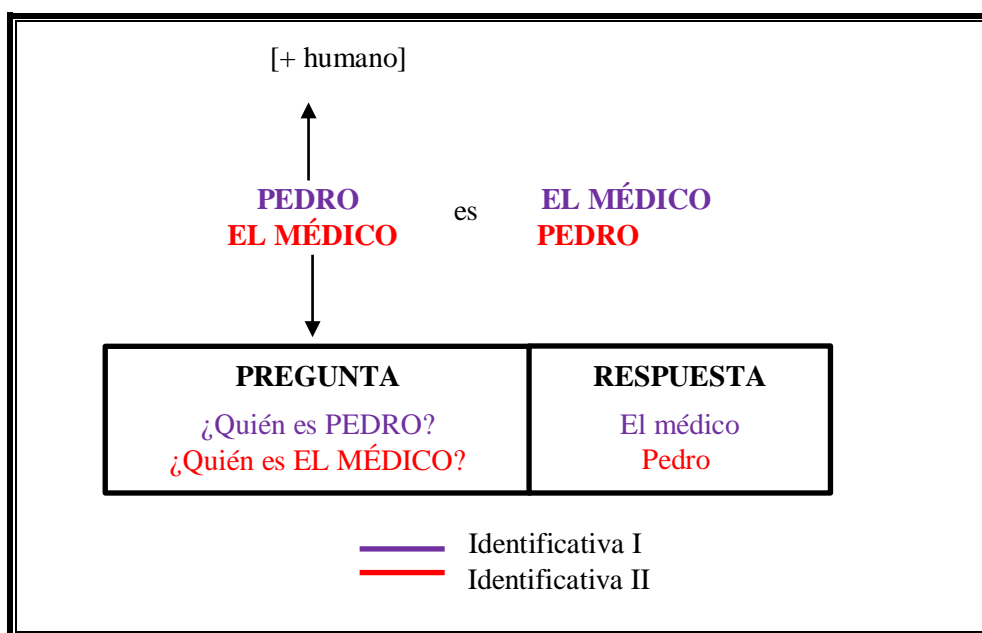 [+ humano]
PEDRO es EL MÉDICO
EL MÉDICO PEDRO
PREGUNTA RESPUESTA
¿Quién es PEDRO? El médico
¿Quién es EL MÉDICO? Pedro
Identificativa I
Identificativa II